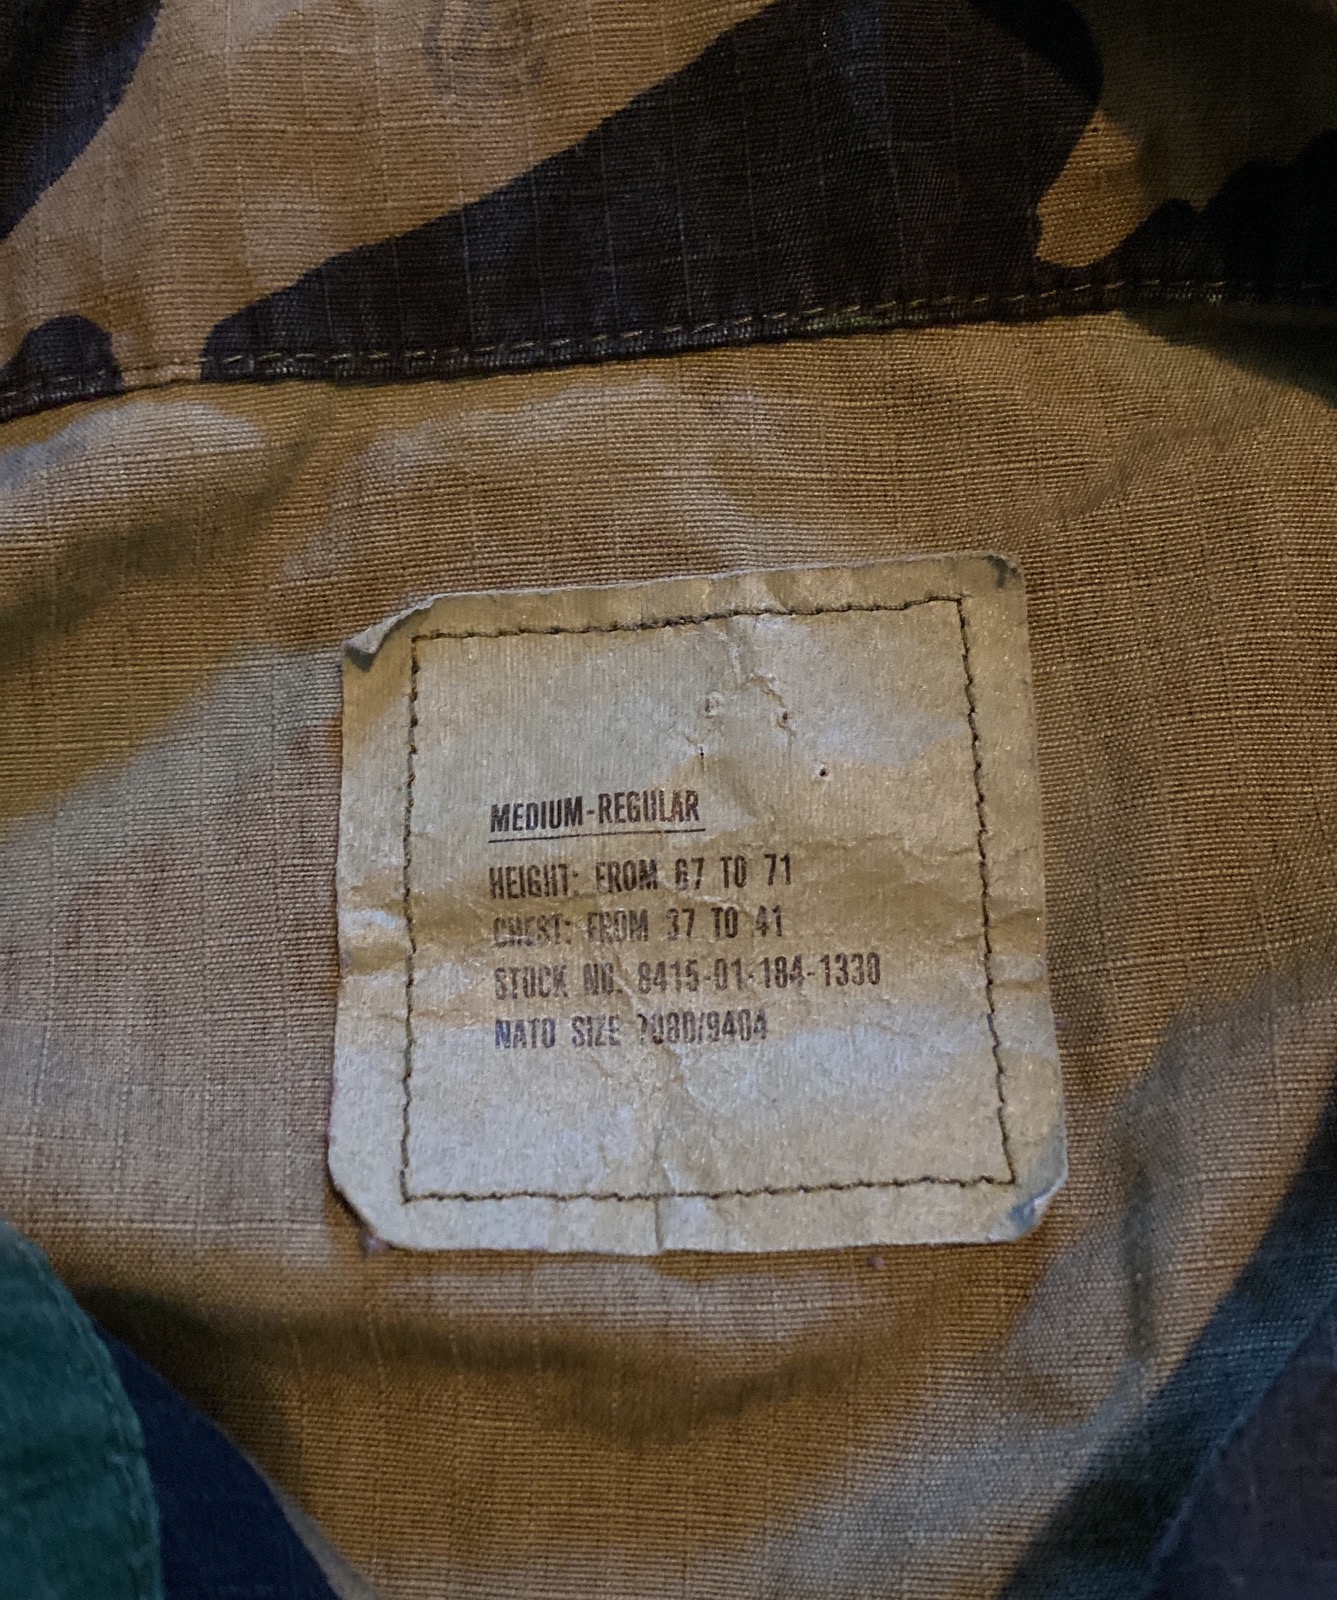 MEDIUM-REGULAR
HEIGHT: FROM 67 TO 71
CHEST: FROM 37 TO 41
STOCK NO. 8415-01-184-1330
NATO SIZE